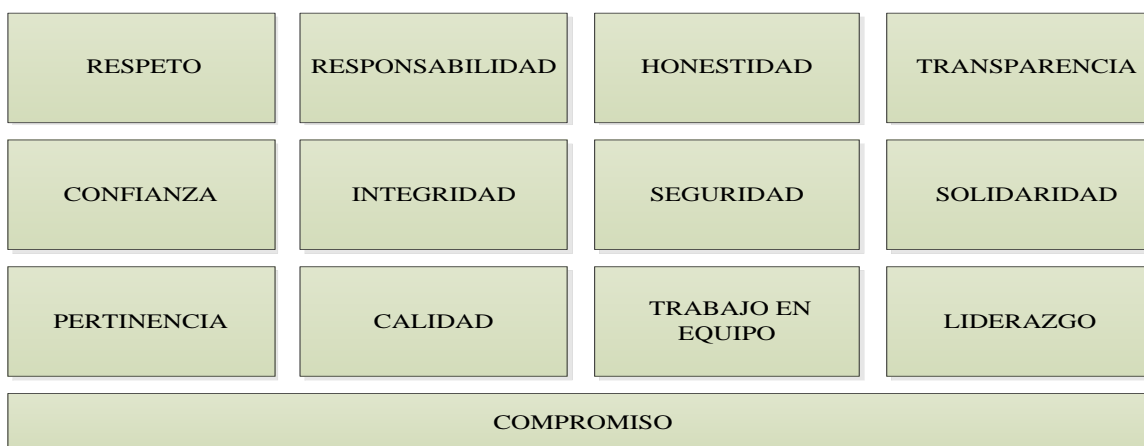 RESPETO
RESPONSABILIDAD
HONESTIDAD
TRANSPARENCIA
CONFIANZA
INTEGRIDAD
SEGURIDAD
SOLIDARIDAD
PERTINENCIA
CALIDAD
TRABAJO EN
EQUIPO
LIDERAZGO
COMPROMISO